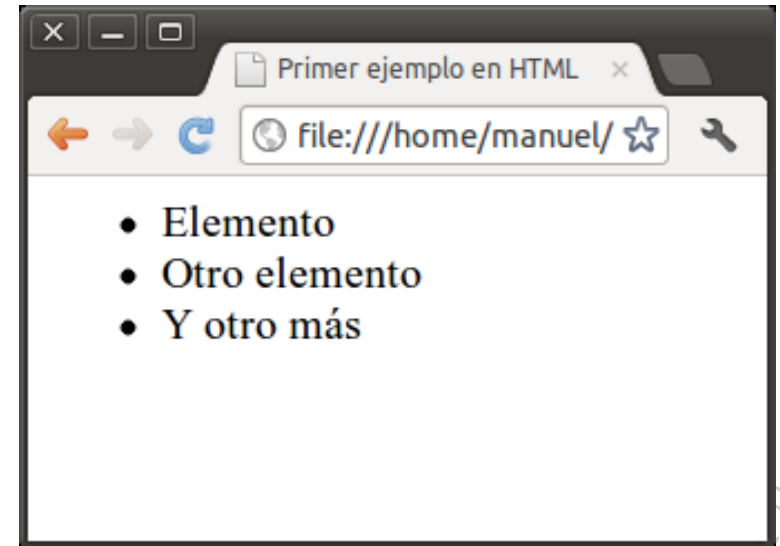 Primer ejemplo en HTML
file:///home/manuel/
Elemento
Otro elemento
Y otro más